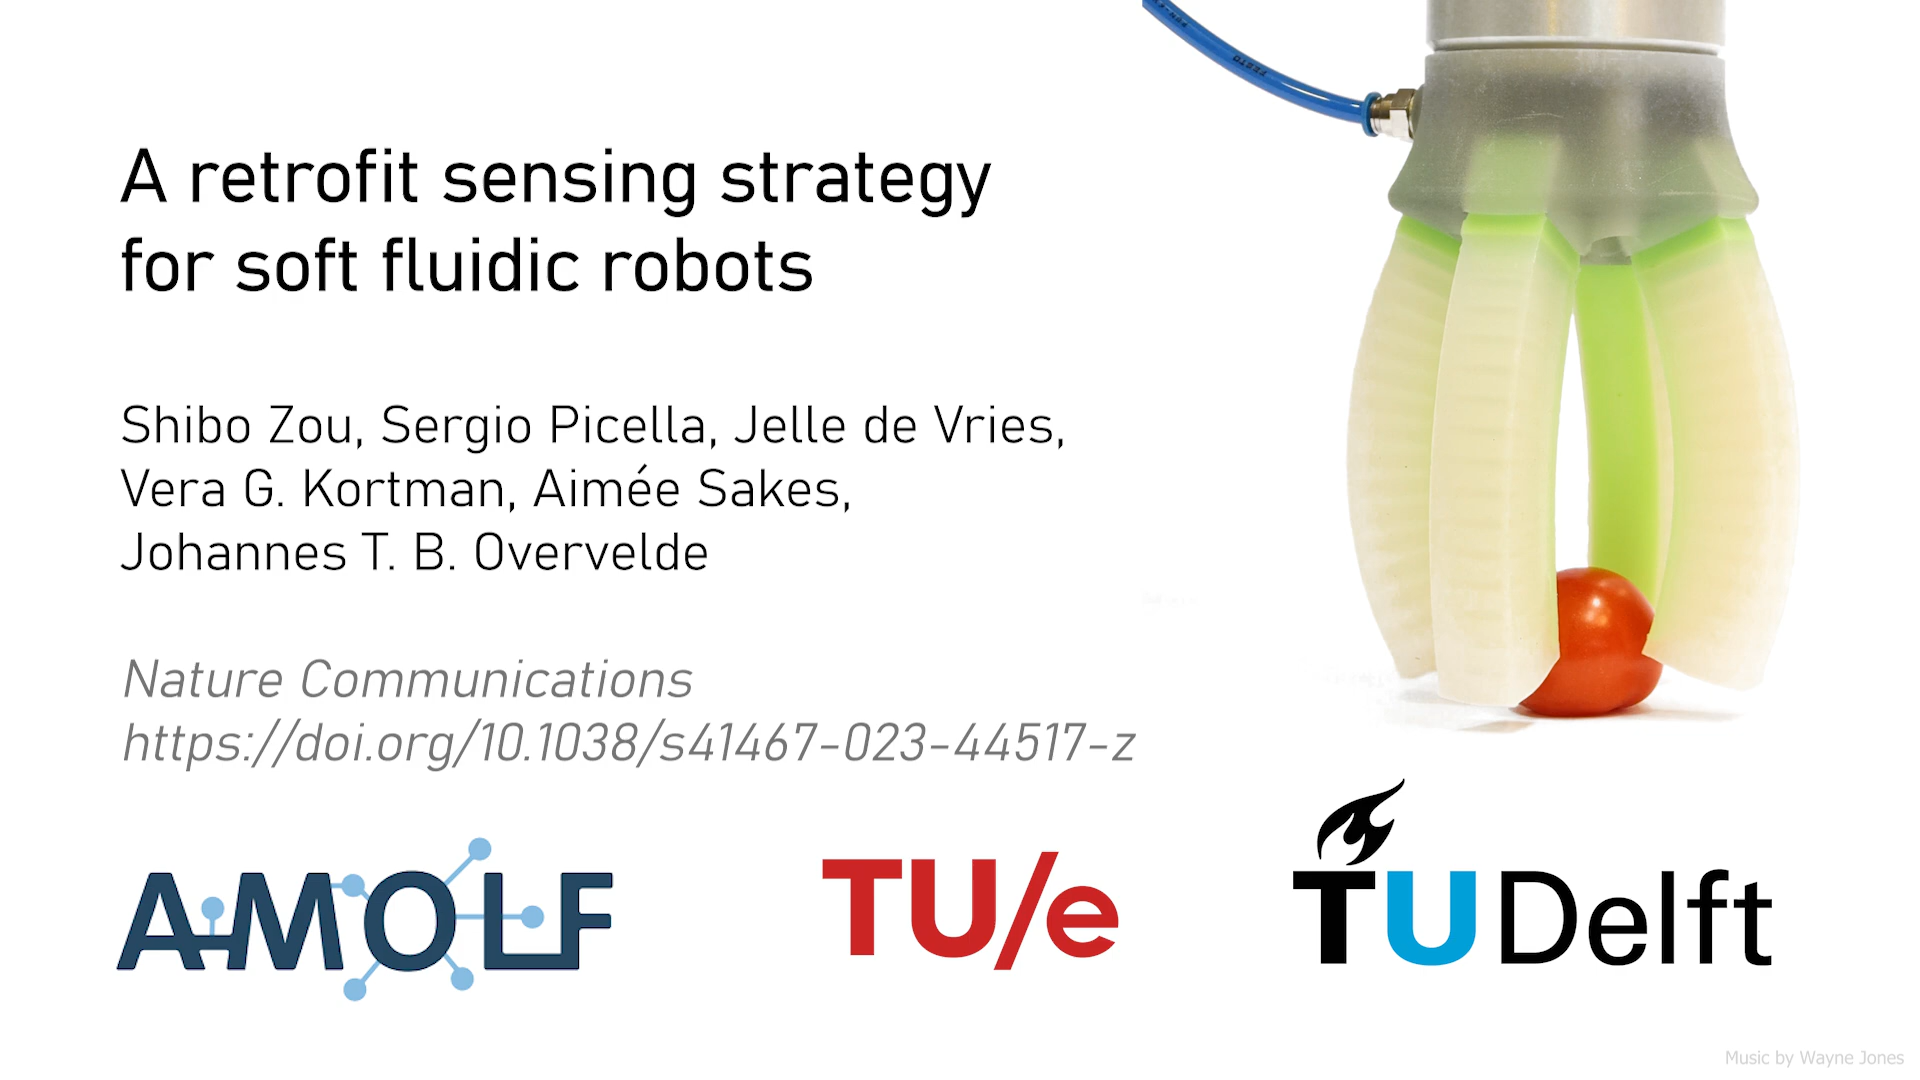 A retrofit sensing strategy
for soft fluidic robots
Shibo Zou, Sergio Picella, Jelle de Vries,
Vera G. Kortman, Aimée Sakes,
Johannes T. B. Overvelde
Nature Communications
https://doi.org/10.1038/s41467-023-44517-z
AMOLF
TU/e
TU Delft
FESTO
Music by Wayne Jones